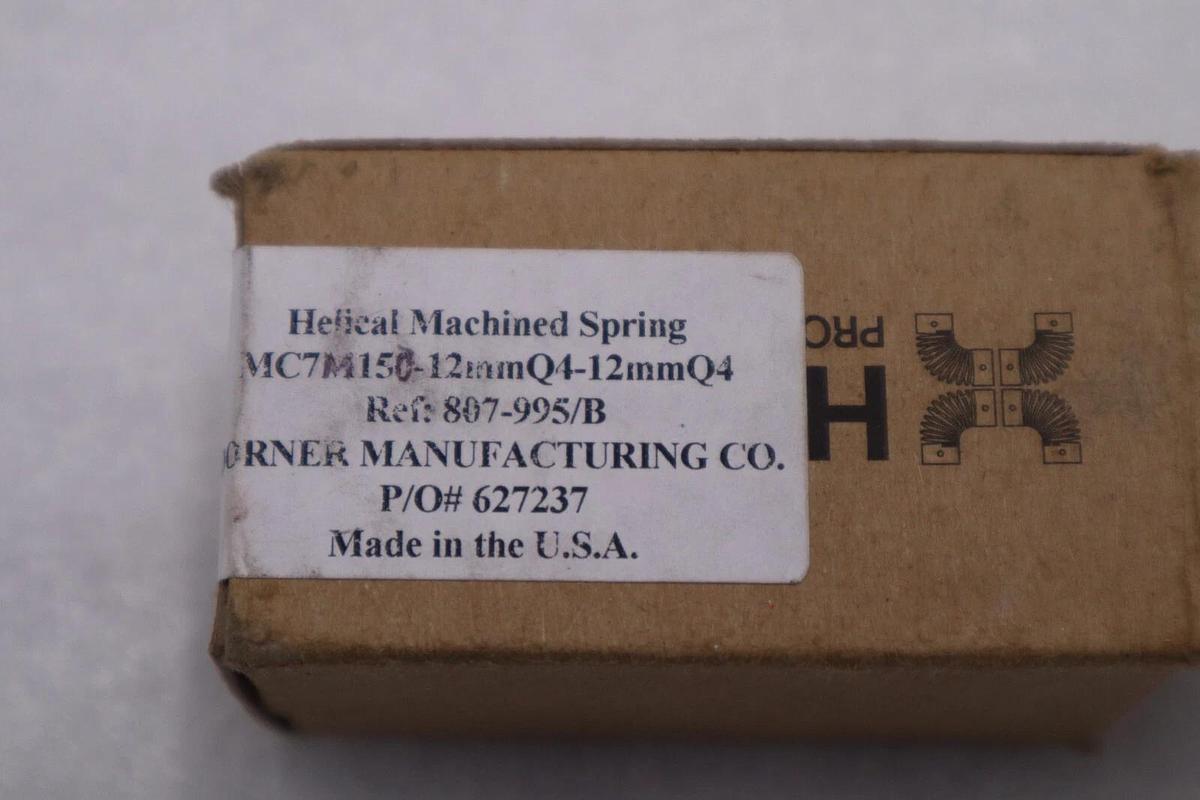 Helical Machined Spring
MC7M150-12mmQ4-12mmQ4
Ref: 807-995/B
ORNER MANUFACTURING CO.
P/O# 627237
Made in the U.S.A.
PRO
H